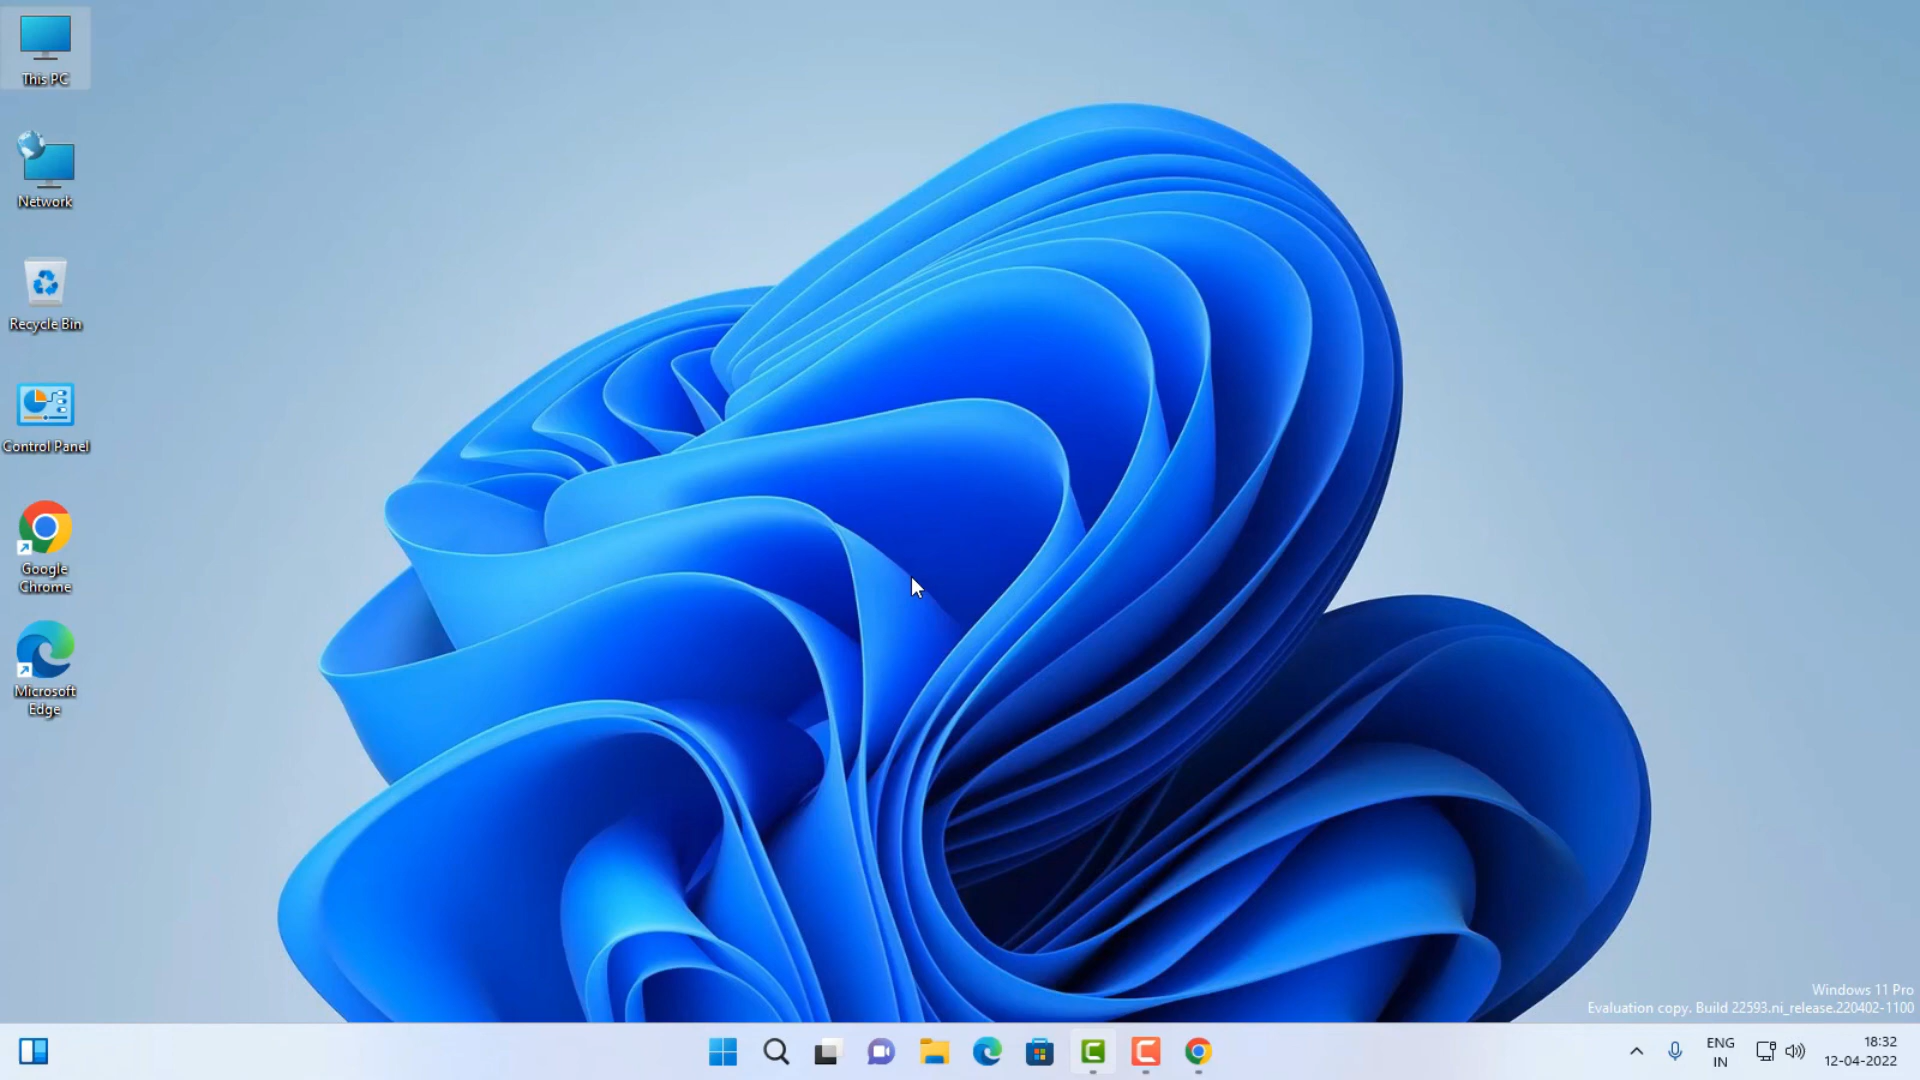 This PC
Network
Recycle Bin
Control Panel
Google
Chrome
Microsoft
Edge
Windows 11 Pro
Evaluation copy. Build 22593.ni_release.220402-1100
ENG
IN
18:32
12-04-2022